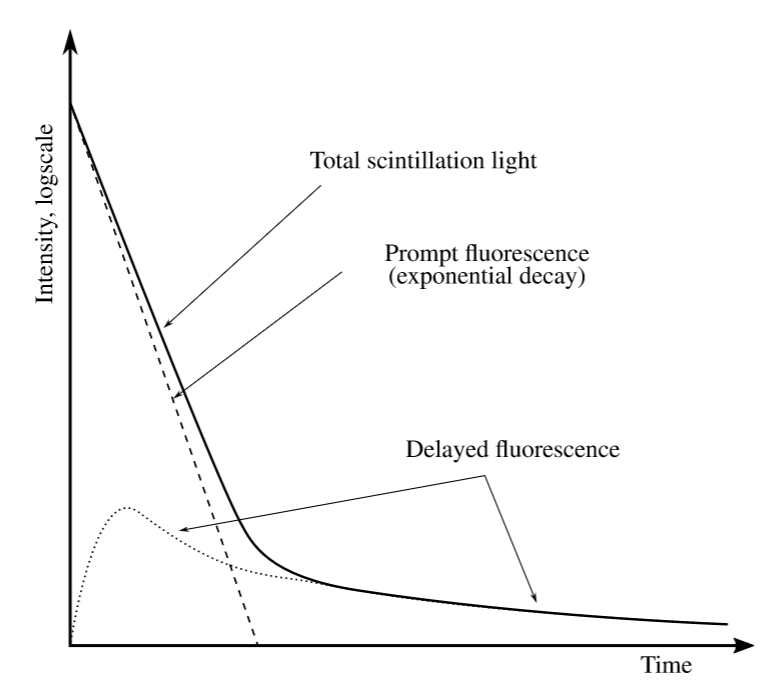 Intensity, logscale
Total scintillation light
Prompt fluorescence
(exponential decay)
Delayed fluorescence
Time